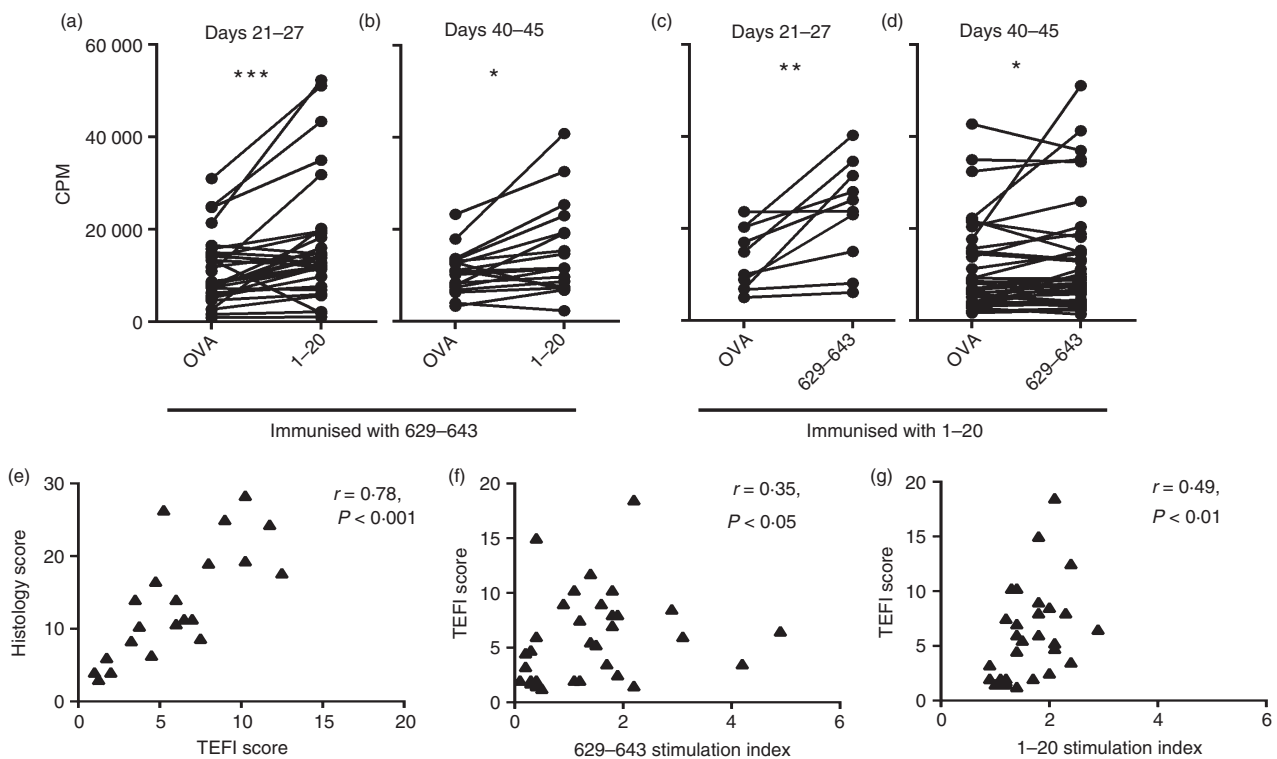 (a)
Days 21–27
(b)
Days 40–45
(c)
Days 21–27
(d)
Days 40–45
60 000
40 000
20 000
0
CPM
***
*
**
*
OVA
1–20
OVA
1–20
OVA
629–643
OVA
629–643
Immunised with 629–643
Immunised with 1–20
(e)
30
20
10
0
Histology score
r = 0·78,
P < 0·001
0
5
10
15
20
TEFI score
(f)
20
15
10
5
0
TEFI score
r = 0·35,
P < 0·05
0
2
4
6
629–643 stimulation index
(g)
20
15
10
5
0
TEFI score
r = 0·49,
P < 0·01
0
2
4
6
1–20 stimulation index